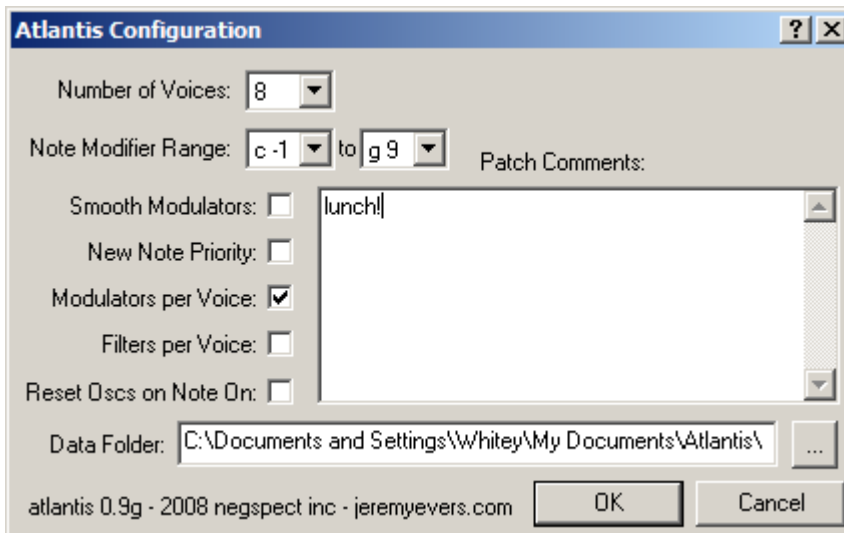 Atlantis Configuration
Number of Voices: 8
Note Modifier Range: c -1 to g 9
Patch Comments:
Smooth Modulators:
lunch!
New Note Priority:
Modulators per Voice:
Filters per Voice:
Reset Oscs on Note On:
Data Folder: C:\Documents and Settings\Whitey\My Documents\Atlantis\ ...
atlantis 0.9g - 2008 negspect inc - jeremyevers.com OK Cancel